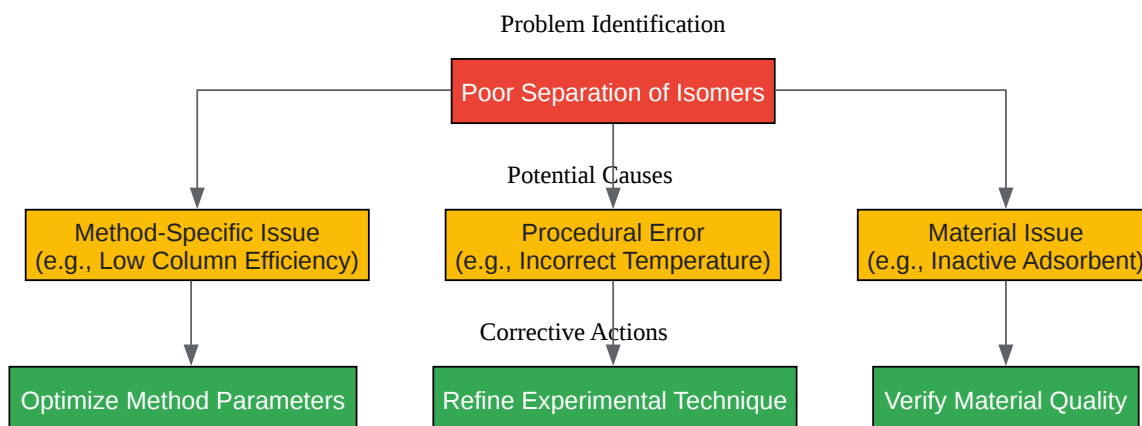 Problem Identification
Poor Separation of Isomers
Potential Causes
Method-Specific Issue
(e.g., Low Column Efficiency)
Procedural Error
(e.g., Incorrect Temperature)
Material Issue
(e.g., Inactive Adsorbent)
Corrective Actions
Optimize Method Parameters
Refine Experimental Technique
Verify Material Quality